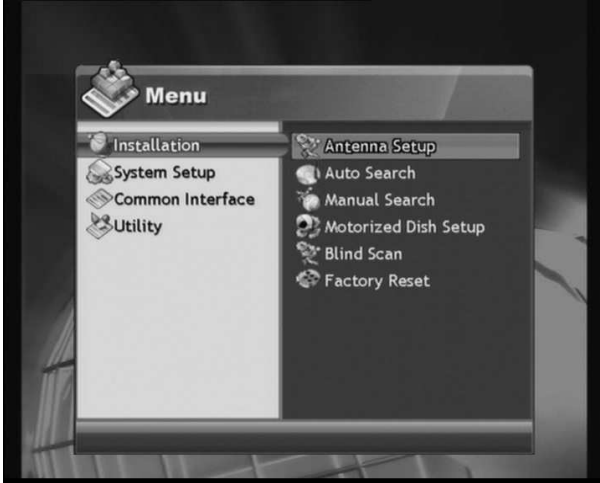 Menu
Installation
System Setup
Common Interface
Utility
Antenna Setup
Auto Search
Manual Search
Motorized Dish Setup
Blind Scan
Factory Reset